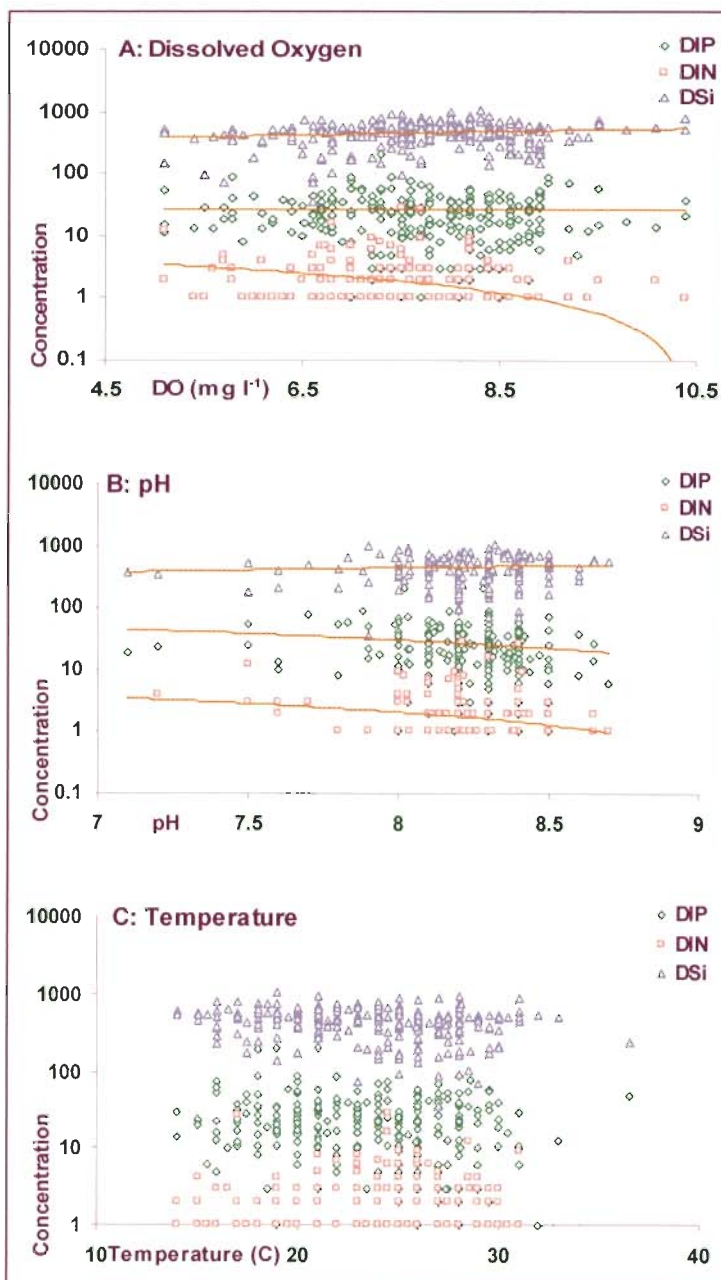 A: Dissolved Oxygen
DIP
DIN
DSi
Concentration
10000
1000
100
10
1
0.1
4.5 6.5 8.5 10.5
DO (mg l-1)
B: pH
DIP
DIN
DSi
Concentration
10000
1000
100
10
1
0.1
7 7.5 8 8.5 9
pH
C: Temperature
DIP
DIN
DSi
Concentration
10000
1000
100
10
1
10 20 30 40
Temperature (C)